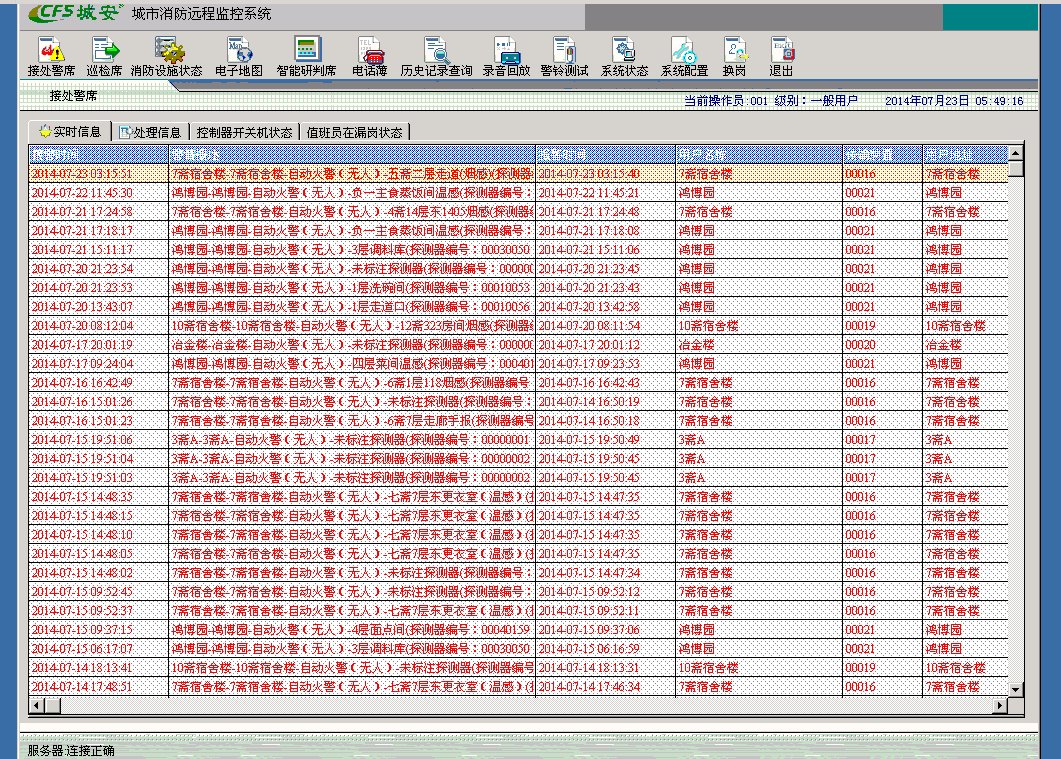 CFS 城安 城市消防远程监控系统
接处警席 巡检席 消防设施状态 电子地图 智能研判席 电话薄 历史记录查询 录音回放 警铃测试 系统状态 系统配置 换岗 退出
接处警席 当前操作员:001 级别:一般用户 2014年07月23日 05:49:16
实时信息 处理信息 控制器开关机状态 值班员在漏岗状态
2014-07-23 03:15:51 7斋宿舍楼-7斋宿舍楼-自动火警(无人)-五斋二层走道(烟感)(探测器 2014-07-23 03:15:40 7斋宿舍楼 00016 7斋宿舍楼
2014-07-22 11:45:30 鸿博园-鸿博园-自动火警(无人)-负一主食蒸饭间温感(探测器编号: 2014-07-22 11:45:21 鸿博园 00021 鸿博园
2014-07-21 17:24:58 7斋宿舍楼-7斋宿舍楼-自动火警(无人)-4斋14层东1405烟感(探测器 2014-07-21 17:24:48 7斋宿舍楼 00016 7斋宿舍楼
2014-07-21 17:18:17 鸿博园-鸿博园-自动火警(无人)-负一主食蒸饭间温感(探测器编号: 2014-07-21 17:18:08 鸿博园 00021 鸿博园
2014-07-21 15:11:17 鸿博园-鸿博园-自动火警(无人)-3层调料库(探测器编号:00030050 2014-07-21 15:11:06 鸿博园 00021 鸿博园
2014-07-20 21:23:54 鸿博园-鸿博园-自动火警(无人)-未标注探测器(探测器编号:000000 2014-07-20 21:23:45 鸿博园 00021 鸿博园
2014-07-20 21:23:53 鸿博园-鸿博园-自动火警(无人)-1层洗碗间(探测器编号:00010053 2014-07-20 21:23:43 鸿博园 00021 鸿博园
2014-07-20 13:43:07 鸿博园-鸿博园-自动火警(无人)-1层走道口(探测器编号:00010056 2014-07-20 13:42:58 鸿博园 00021 鸿博园
2014-07-20 08:12:04 10斋宿舍楼-10斋宿舍楼-自动火警(无人)-12斋323房间烟感(探测器 2014-07-20 08:11:54 10斋宿舍楼 00019 10斋宿舍楼
2014-07-17 20:01:19 冶金楼-冶金楼-自动火警(无人)-未标注探测器(探测器编号:000000 2014-07-17 20:01:12 冶金楼 00020 冶金楼
2014-07-17 09:24:04 鸿博园-鸿博园-自动火警(无人)-四层菜间温感(探测器编号:000401 2014-07-17 09:23:53 鸿博园 00021 鸿博园
2014-07-16 16:42:49 7斋宿舍楼-7斋宿舍楼-自动火警(无人)-6斋1层118烟感(探测器编号 2014-07-16 16:42:43 7斋宿舍楼 00016 7斋宿舍楼
2014-07-16 15:01:26 7斋宿舍楼-7斋宿舍楼-自动火警(无人)-未标注探测器(探测器编号: 2014-07-14 16:50:19 7斋宿舍楼 00016 7斋宿舍楼
2014-07-16 15:01:23 7斋宿舍楼-7斋宿舍楼-自动火警(无人)-6斋7层走廊手报(探测器编号 2014-07-14 16:50:18 7斋宿舍楼 00016 7斋宿舍楼
2014-07-15 19:51:06 3斋A-3斋A-自动火警(无人)-未标注探测器(探测器编号:00000001 2014-07-15 19:50:49 3斋A 00017 3斋A
2014-07-15 19:51:04 3斋A-3斋A-自动火警(无人)-未标注探测器(探测器编号:00000002 2014-07-15 19:50:45 3斋A 00017 3斋A
2014-07-15 19:51:03 3斋A-3斋A-自动火警(无人)-未标注探测器(探测器编号:00000002 2014-07-15 19:50:45 3斋A 00017 3斋A
2014-07-15 14:48:35 7斋宿舍楼-7斋宿舍楼-自动火警(无人)-七斋7层东更衣室(温感)( 2014-07-15 14:47:35 7斋宿舍楼 00016 7斋宿舍楼
2014-07-15 14:48:15 7斋宿舍楼-7斋宿舍楼-自动火警(无人)-七斋7层东更衣室(温感)( 2014-07-15 14:47:35 7斋宿舍楼 00016 7斋宿舍楼
2014-07-15 14:48:10 7斋宿舍楼-7斋宿舍楼-自动火警(无人)-七斋7层东更衣室(温感)( 2014-07-15 14:47:35 7斋宿舍楼 00016 7斋宿舍楼
2014-07-15 14:48:05 7斋宿舍楼-7斋宿舍楼-自动火警(无人)-七斋7层东更衣室(温感)( 2014-07-15 14:47:35 7斋宿舍楼 00016 7斋宿舍楼
2014-07-15 14:48:02 7斋宿舍楼-7斋宿舍楼-自动火警(无人)-未标注探测器(探测器编号: 2014-07-15 14:47:34 7斋宿舍楼 00016 7斋宿舍楼
2014-07-15 09:52:45 7斋宿舍楼-7斋宿舍楼-自动火警(无人)-未标注探测器(探测器编号: 2014-07-15 09:52:12 7斋宿舍楼 00016 7斋宿舍楼
2014-07-15 09:52:37 7斋宿舍楼-7斋宿舍楼-自动火警(无人)-七斋7层东更衣室(温感)( 2014-07-15 09:52:11 7斋宿舍楼 00016 7斋宿舍楼
2014-07-15 09:37:15 鸿博园-鸿博园-自动火警(无人)-4层面点间(探测器编号:00040159 2014-07-15 09:37:06 鸿博园 00021 鸿博园
2014-07-15 06:17:07 鸿博园-鸿博园-自动火警(无人)-3层调料库(探测器编号:00030050 2014-07-15 06:16:59 鸿博园 00021 鸿博园
2014-07-14 18:13:41 10斋宿舍楼-10斋宿舍楼-自动火警(无人)-未标注探测器(探测器编号 2014-07-14 18:13:31 10斋宿舍楼 00019 10斋宿舍楼
2014-07-14 17:48:51 7斋宿舍楼-7斋宿舍楼-自动火警(无人)-七斋7层东更衣室(温感)( 2014-07-14 17:46:34 7斋宿舍楼 00016 7斋宿舍楼
服务器:连接正确